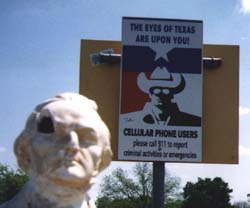 THE EYES OF TEXAS
ARE UPON YOU!
CELLULAR PHONE USERS
please call 911 to report
criminal activities or emergencies